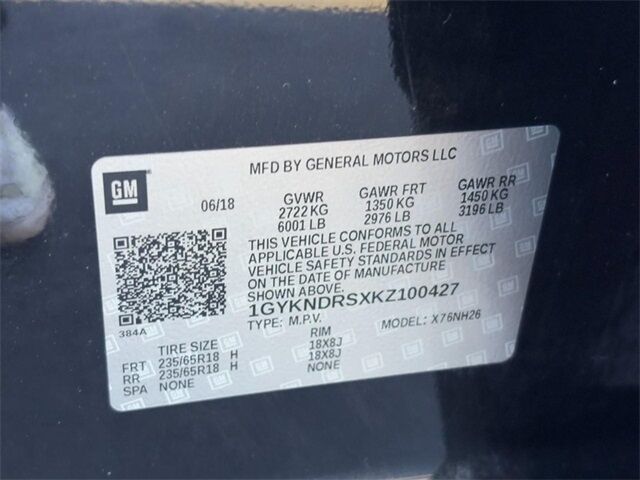 GM
MFD BY GENERAL MOTORS LLC
06/18
GVWR GAWR FRT GAWR RR
2722 KG 1350 KG 1450 KG
6001 LB 2976 LB 3196 LB
THIS VEHICLE CONFORMS TO ALL
APPLICABLE U.S. FEDERAL MOTOR
VEHICLE SAFETY STANDARDS IN EFFECT
ON THE DATE OF MANUFACTURE
SHOWN ABOVE.
1GYKNDRSXKZ100427
384A
TYPE: M.P.V. MODEL: X76NH26
TIRE SIZE RIM
FRT 235/65R18 H 18X8J
RR 235/65R18 H 18X8J
SPA NONE NONE